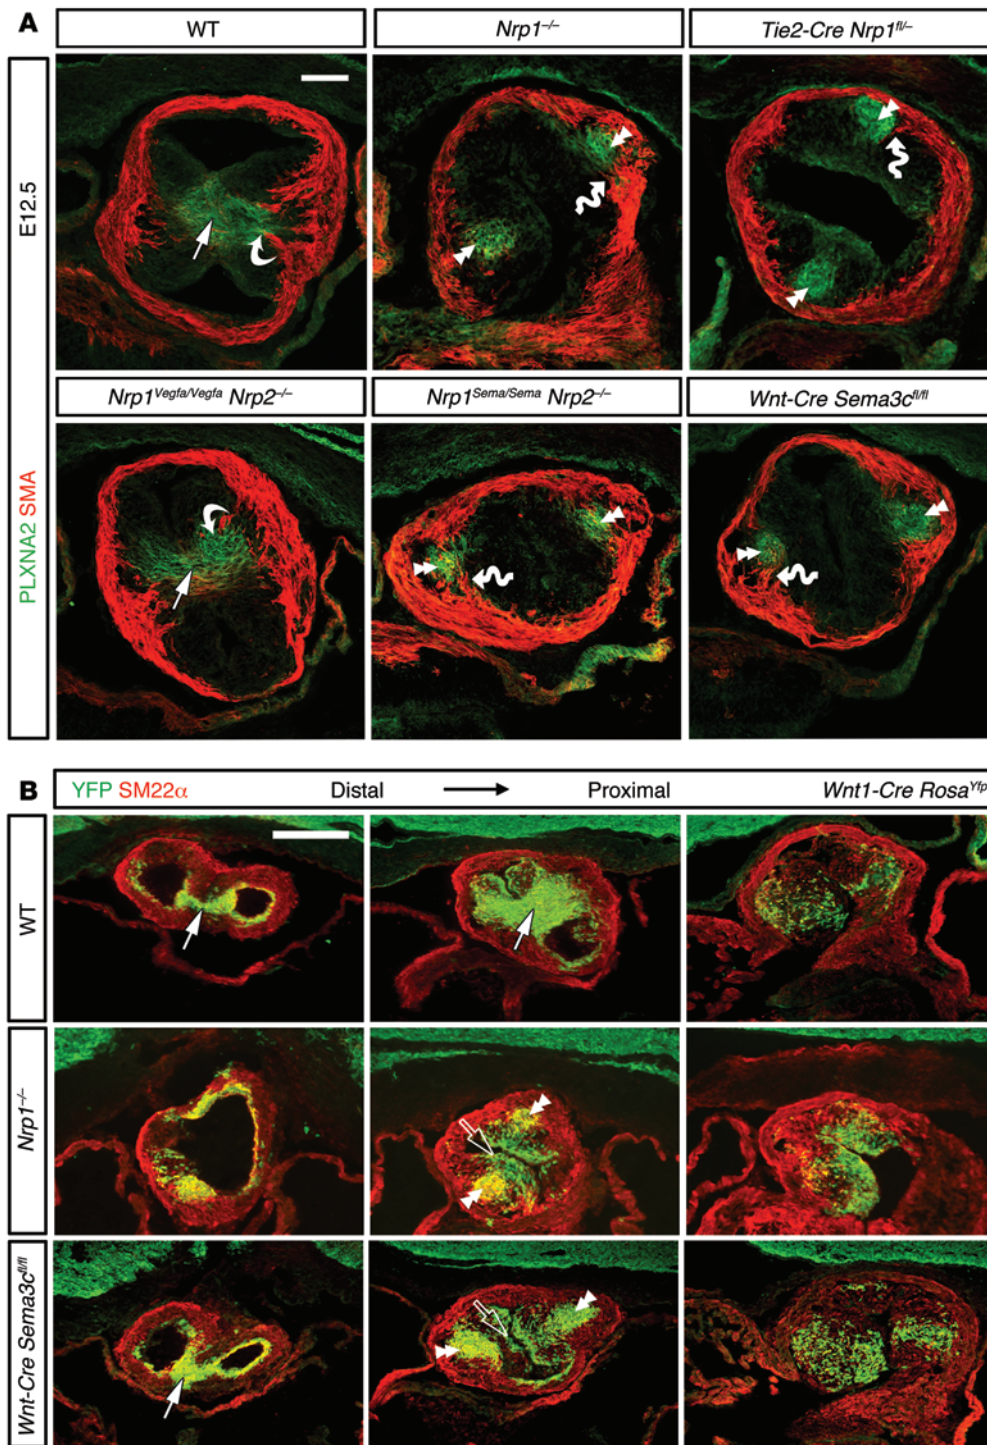 A
WT
Nrp1–/–
Tie2-Cre Nrp1fl/–
E12.5
Nrp1Vegfa/Vegfa Nrp2–/–
Nrp1Sema/Sema Nrp2–/–
Wnt-Cre Sema3cfl/fl
PLXNA2 SMA
B
YFP SM22α Distal Proximal Wnt1-Cre RosaYfp
WT
Nrp1–/–
Wnt-Cre Sema3cfl/fl